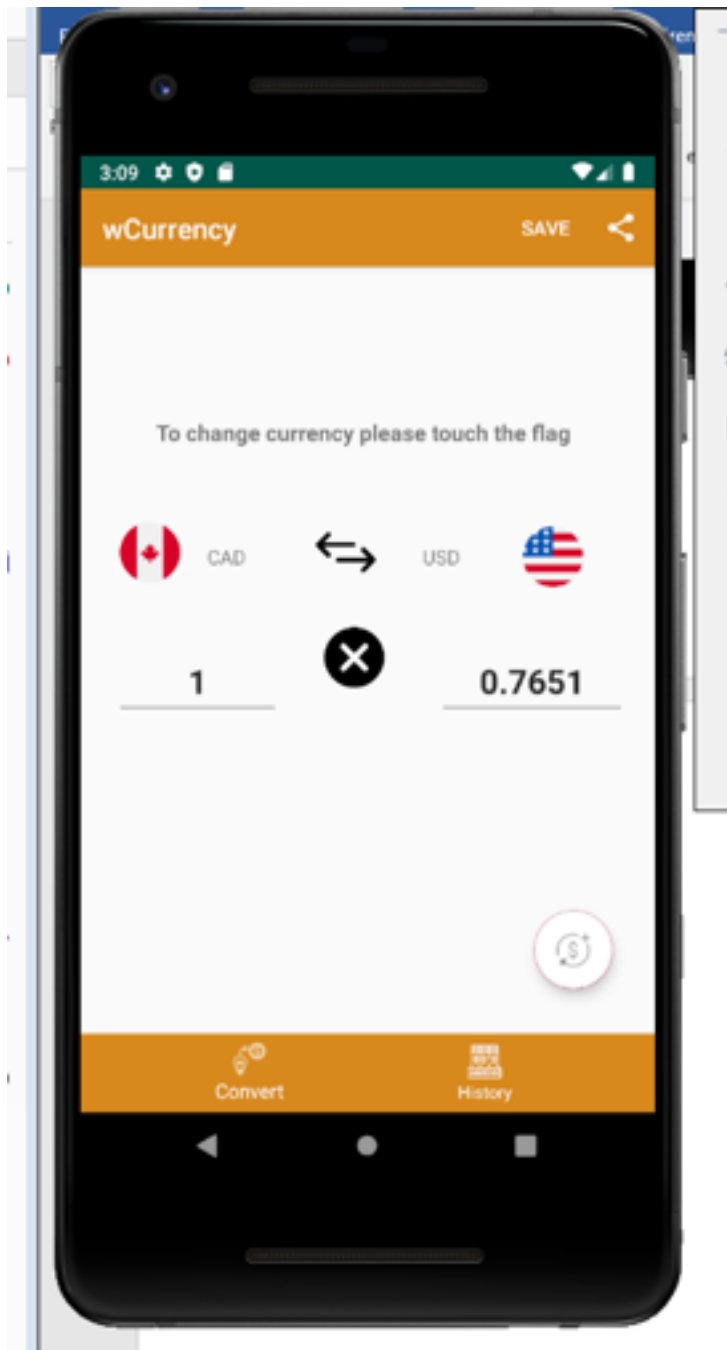 3:09
wCurrency SAVE
To change currency please touch the flag
CAD USD
1 0.7651
Convert History